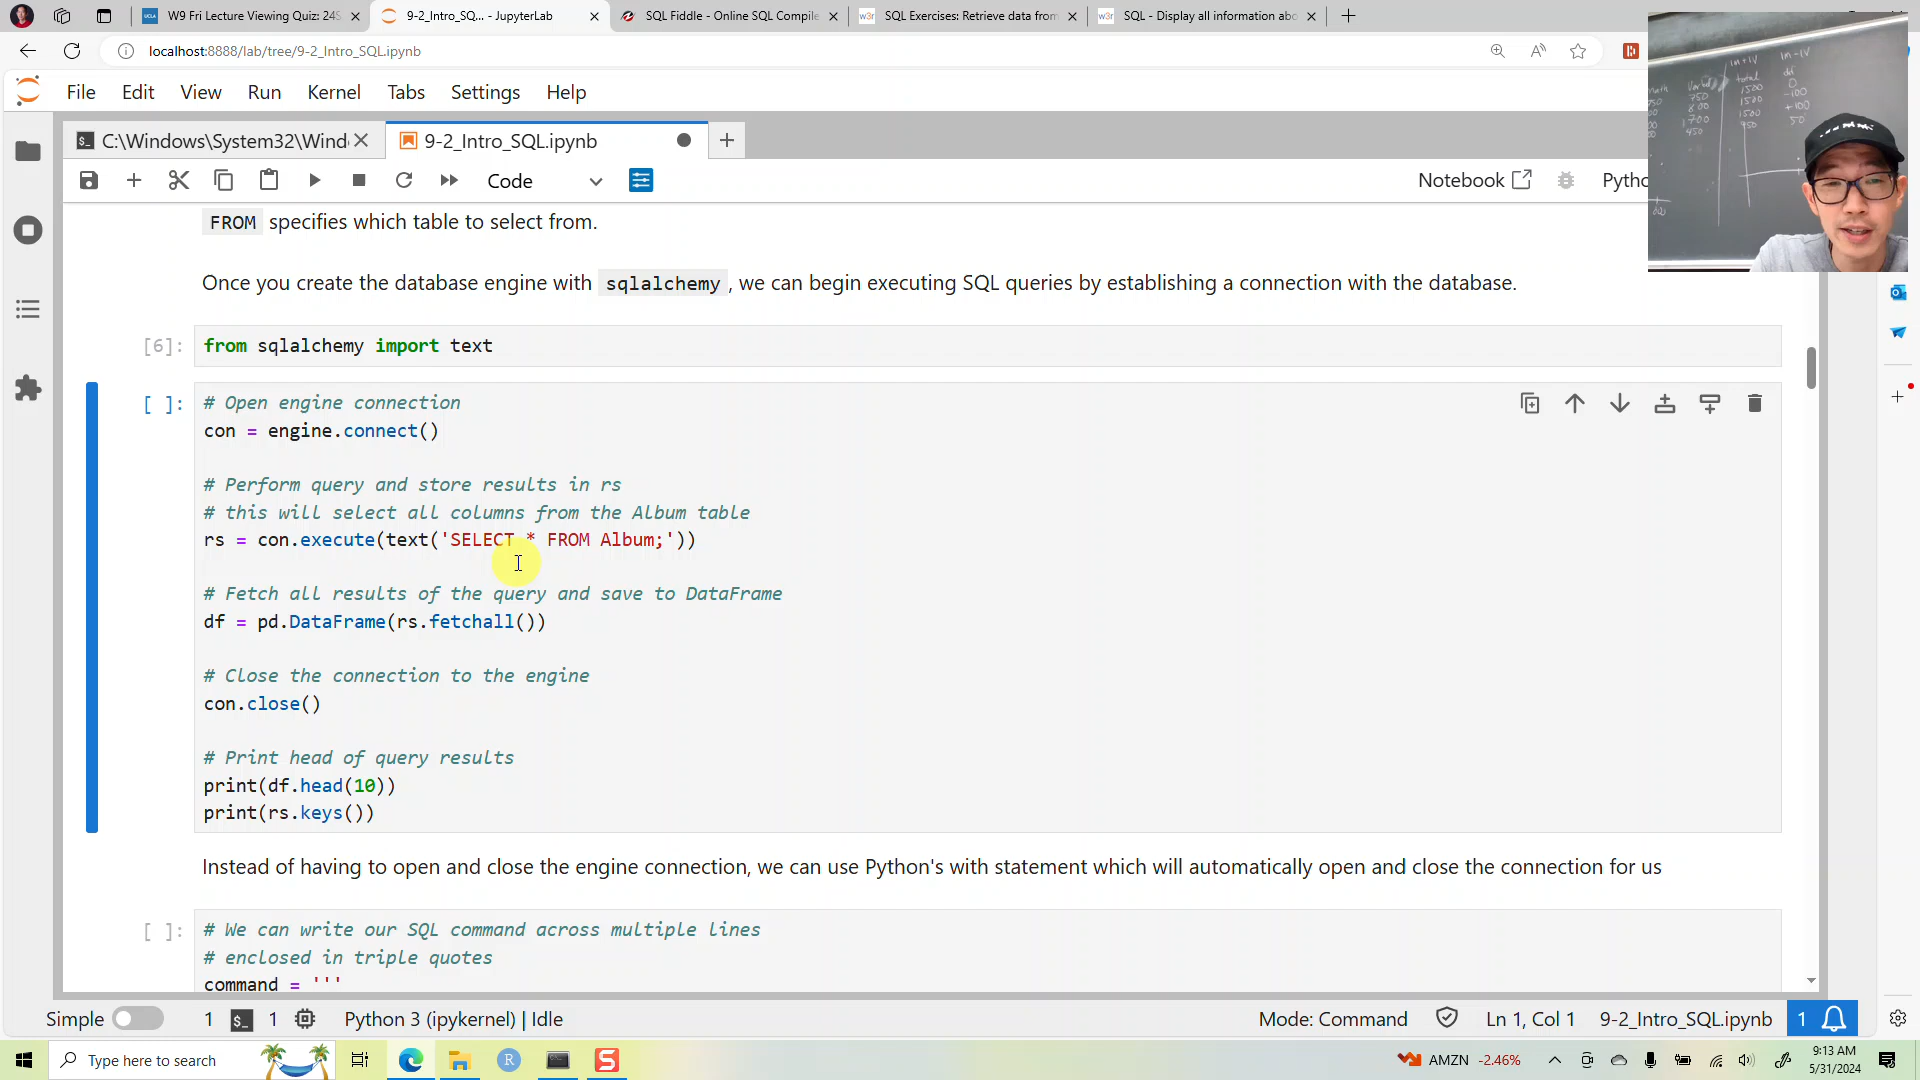 W9 Fri Lecture Viewing Quiz: 24S
9-2_Intro_SQ... - JupyterLab
SQL Fiddle - Online SQL Compile
w3r
SQL Exercises: Retrieve data from
w3r
SQL - Display all information abo
localhost:8888/lab/tree/9-2_Intro_SQL.ipynb
File Edit View Run Kernel Tabs Settings Help
C:\Windows\System32\Wind
9-2_Intro_SQL.ipynb
Code
Notebook
Pytho
FROM specifies which table to select from.
Once you create the database engine with sqlalchemy , we can begin executing SQL queries by establishing a connection with the database.
[6]: from sqlalchemy import text
[ ]: # Open engine connection
con = engine.connect()
# Perform query and store results in rs
# this will select all columns from the Album table
rs = con.execute(text('SELECT * FROM Album;'))
# Fetch all results of the query and save to DataFrame
df = pd.DataFrame(rs.fetchall())
# Close the connection to the engine
con.close()
# Print head of query results
print(df.head(10))
print(rs.keys())
Instead of having to open and close the engine connection, we can use Python's with statement which will automatically open and close the connection for us
[ ]: # We can write our SQL command across multiple lines
# enclosed in triple quotes
command = '''
Simple 1 1 Python 3 (ipykernel) | Idle
Mode: Command Ln 1, Col 1 9-2_Intro_SQL.ipynb 1
Type here to search
AMZN -2.46%
9:13 AM
5/31/2024